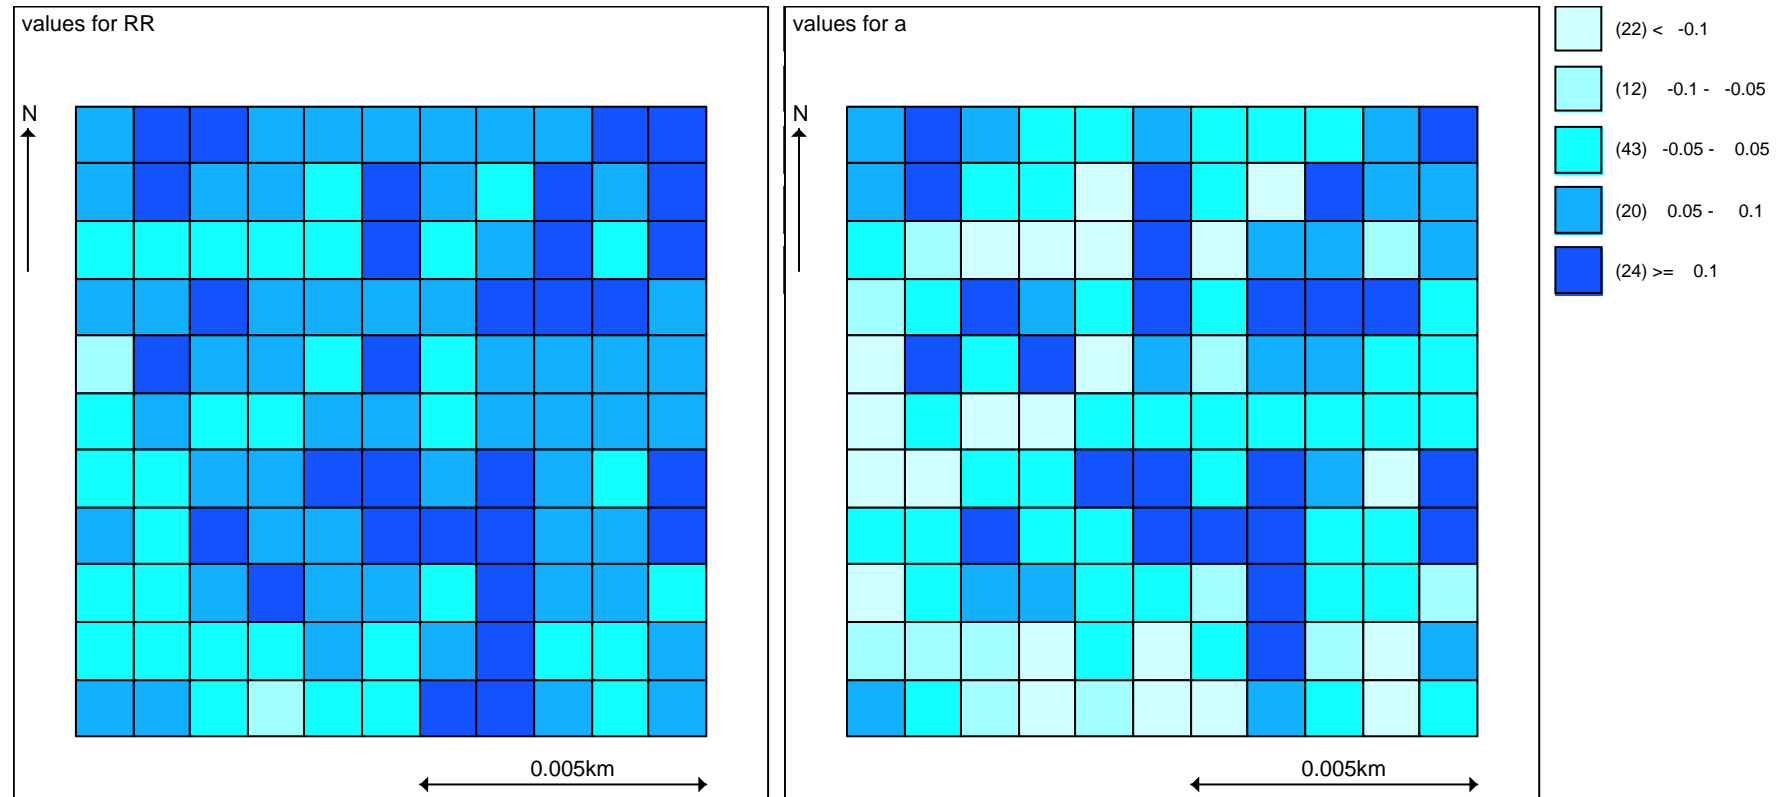 values for RR
N
0.005km
values for a
N
0.005km
(22) < -0.1
(12) -0.1 - -0.05
(43) -0.05 - 0.05
(20) 0.05 - 0.1
(24) >= 0.1